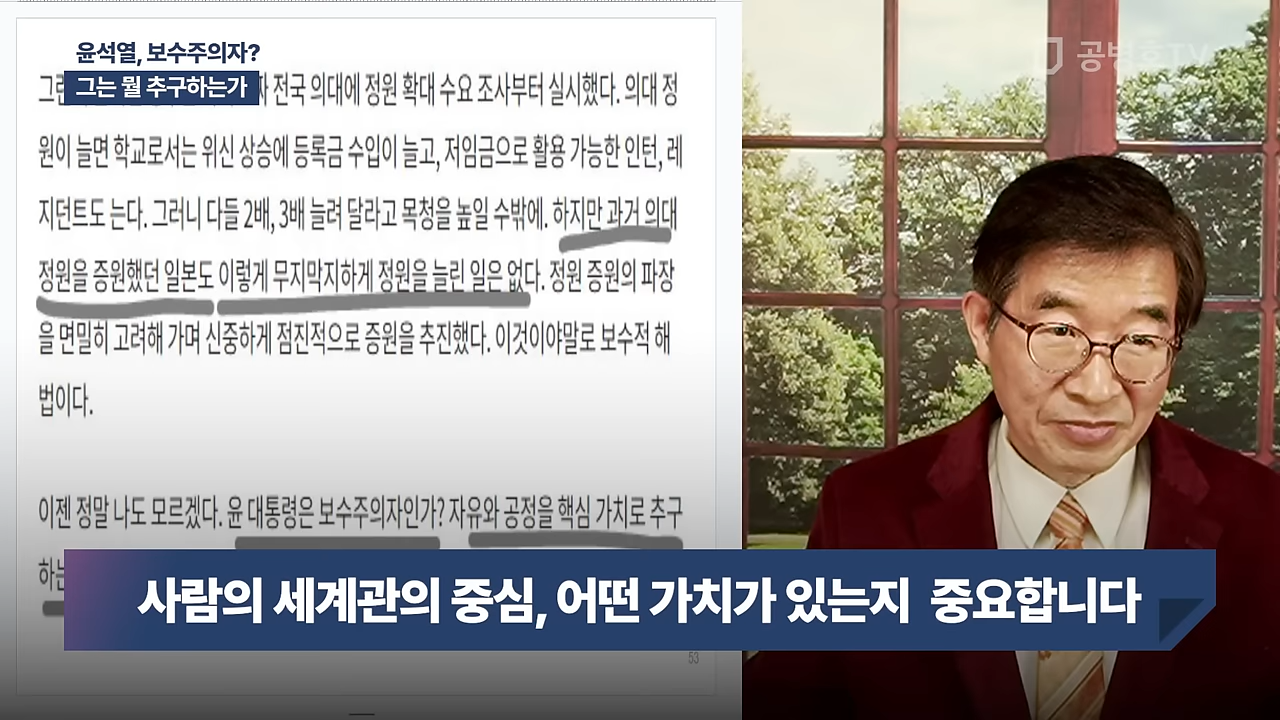 윤석열, 보수주의자?
그는 뭘 추구하는가
공병호TV
전국 의대에 정원 확대 수요 조사부터 실시했다. 의대 정
원이 늘면 학교로서는 위신 상승에 등록금 수입이 늘고, 저임금으로 활용 가능한 인턴, 레
지던트도 는다. 그러니 다들 2배, 3배 늘려 달라고 목청을 높일 수밖에. 하지만 과거 의대
정원을 증원했던 일본도 이렇게 무지막지하게 정원을 늘린 일은 없다. 정원 증원의 파장
을 면밀히 고려해 가며 신중하게 점진적으로 증원을 추진했다. 이것이야말로 보수적 해
법이다.
이젠 정말 나도 모르겠다. 윤 대통령은 보수주의자인가? 자유와 공정을 핵심 가치로 추구
사람의 세계관의 중심, 어떤 가치가 있는지 중요합니다
53